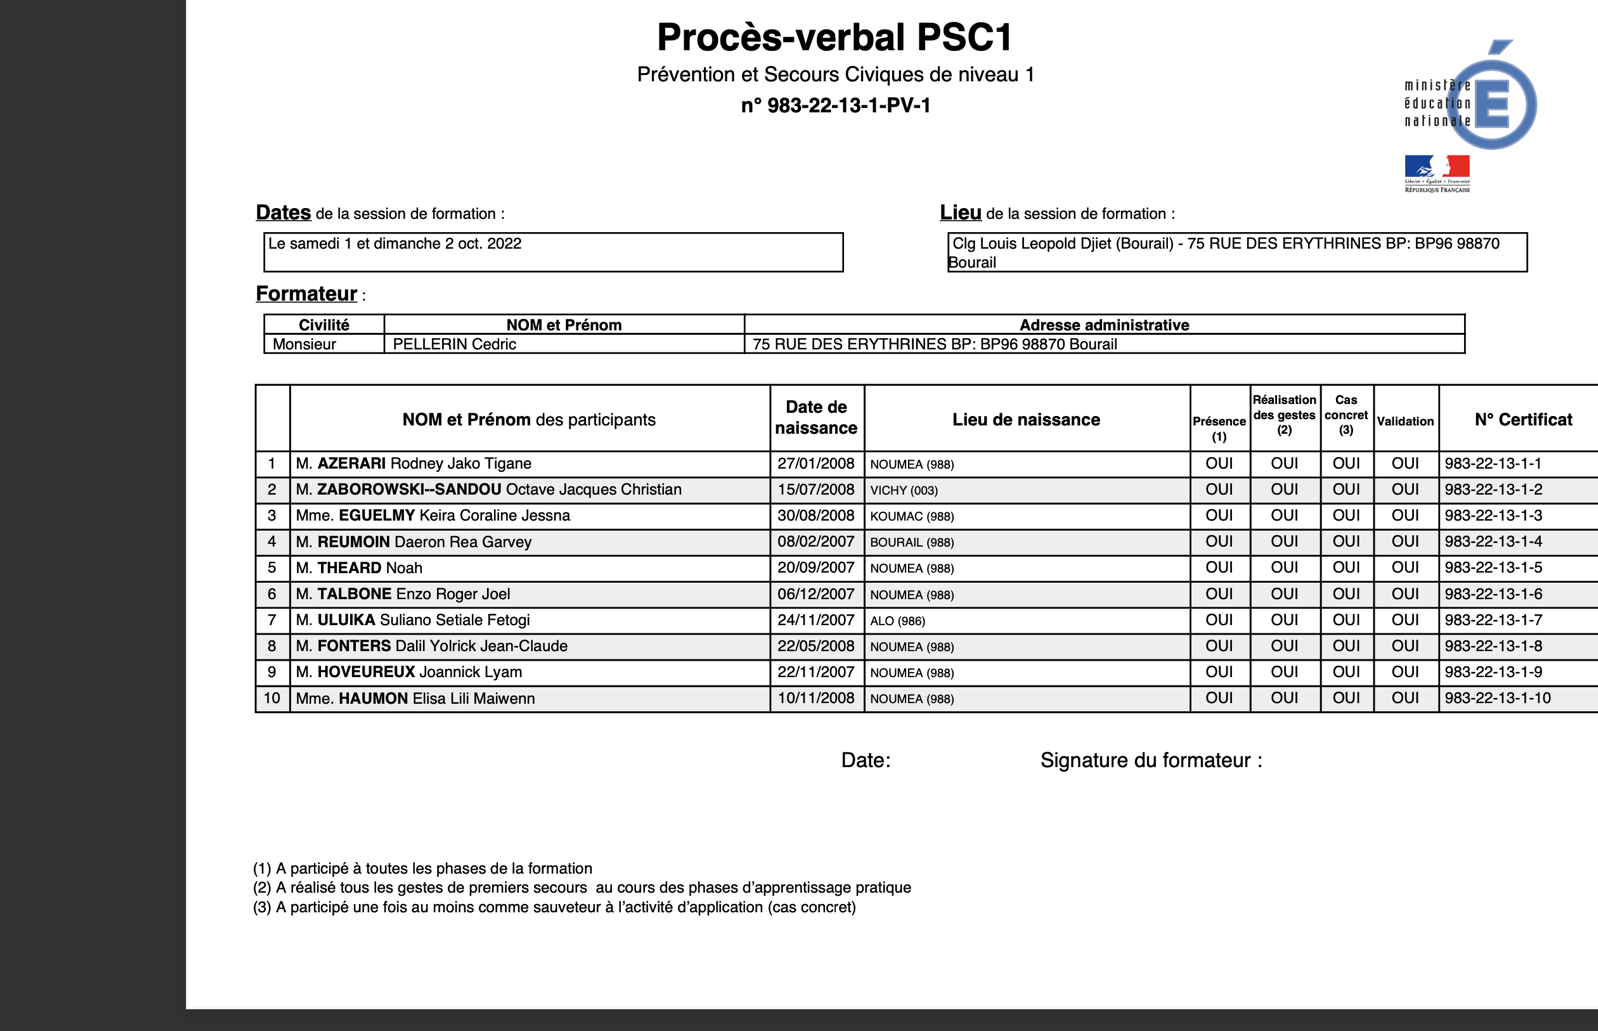 Procès-verbal PSC1
Prévention et Secours Civiques de niveau 1
n° 983-22-13-1-PV-1
ministère
éducation
nationale
É
Liberté • Égalité • Fraternité
RÉPUBLIQUE FRANÇAISE
Dates de la session de formation :
Lieu de la session de formation :
Le samedi 1 et dimanche 2 oct. 2022
Clg Louis Leopold Djiet (Bourail) - 75 RUE DES ERYTHRINES BP: BP96 98870
Bourail
Formateur :
Civilité NOM et Prénom Adresse administrative
Monsieur PELLERIN Cedric 75 RUE DES ERYTHRINES BP: BP96 98870 Bourail
NOM et Prénom des participants Date de naissance Lieu de naissance Présence (1) Réalisation des gestes (2) Cas concret (3) Validation N° Certificat
1 M. AZERARI Rodney Jako Tigane 27/01/2008 NOUMEA (988) OUI OUI OUI OUI 983-22-13-1-1
2 M. ZABOROWSKI--SANDOU Octave Jacques Christian 15/07/2008 VICHY (003) OUI OUI OUI OUI 983-22-13-1-2
3 Mme. EGUELMY Keira Coraline Jessna 30/08/2008 KOUMAC (988) OUI OUI OUI OUI 983-22-13-1-3
4 M. REUMOIN Daeron Rea Garvey 08/02/2007 BOURAIL (988) OUI OUI OUI OUI 983-22-13-1-4
5 M. THEARD Noah 20/09/2007 NOUMEA (988) OUI OUI OUI OUI 983-22-13-1-5
6 M. TALBONE Enzo Roger Joel 06/12/2007 NOUMEA (988) OUI OUI OUI OUI 983-22-13-1-6
7 M. ULUIKA Suliano Setiale Fetogi 24/11/2007 ALO (986) OUI OUI OUI OUI 983-22-13-1-7
8 M. FONTERS Dalil Yolrick Jean-Claude 22/05/2008 NOUMEA (988) OUI OUI OUI OUI 983-22-13-1-8
9 M. HOVEUREUX Joannick Lyam 22/11/2007 NOUMEA (988) OUI OUI OUI OUI 983-22-13-1-9
10 Mme. HAUMON Elisa Lili Maiwenn 10/11/2008 NOUMEA (988) OUI OUI OUI OUI 983-22-13-1-10
Date: Signature du formateur :
(1) A participé à toutes les phases de la formation
(2) A réalisé tous les gestes de premiers secours au cours des phases d'apprentissage pratique
(3) A participé une fois au moins comme sauveteur à l'activité d'application (cas concret)